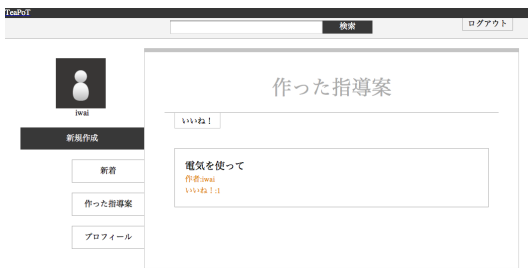 TeaPoT
検索
ログアウト
iwai
新規作成
新着
作った指導案
プロフィール
作った指導案
いいね！
電気を使って
作者:iwai
いいね！:1